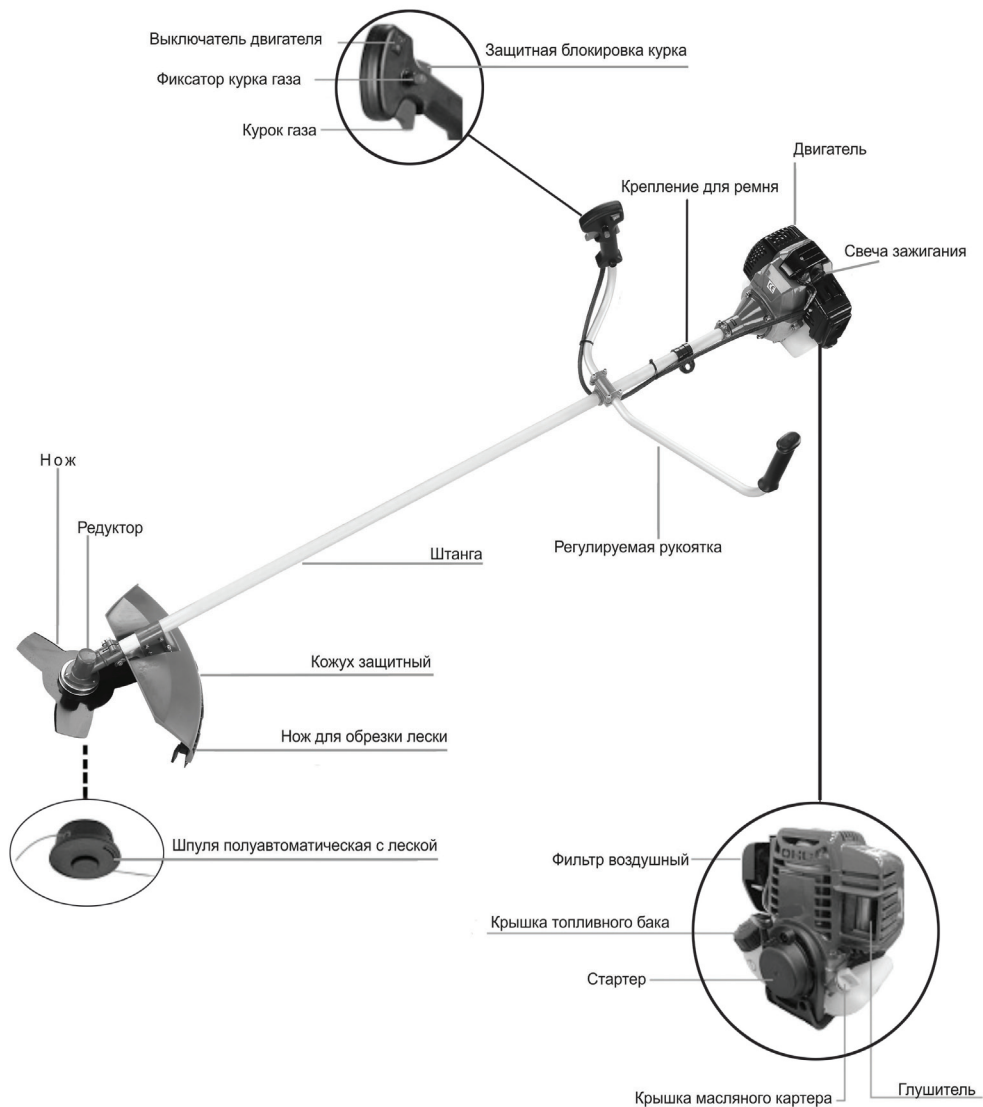 Выключатель двигателя
Защитная блокировка курка
Фиксатор курка газа
Курок газа
Двигатель
Крепление для ремня
Свеча зажигания
Нож
Редуктор
Штанга
Регулируемая рукоятка
Кожух защитный
Нож для обрезки лески
Шпуля полуавтоматическая с леской
Фильтр воздушный
OHC
Крышка топливного бака
Стартер
Глушитель
Крышка масляного картера